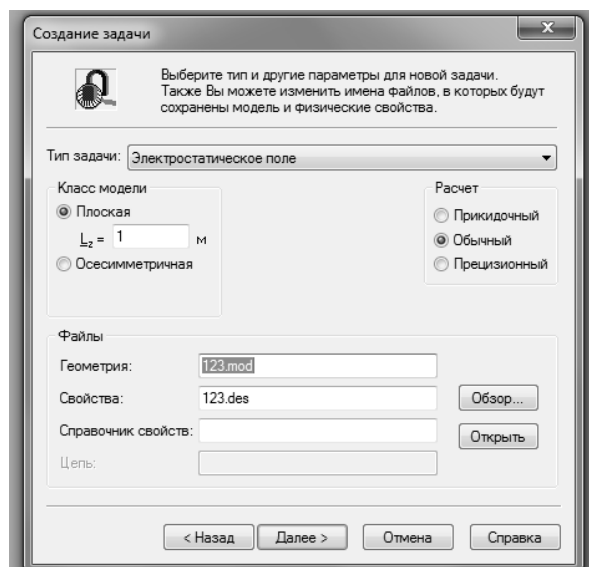 Создание задачи
Выберите тип и другие параметры для новой задачи.
Также Вы можете изменить имена файлов, в которых будут
сохранены модель и физические свойства.
Тип задачи: Электростатическое поле
Класс модели
Плоская
Lz = 1 м
Осесимметричная
Расчет
Прикидочный
Обычный
Прецизионный
Файлы
Геометрия: 123.mod
Свойства: 123.des Обзор...
Справочник свойств: Открыть
Цепь:
< Назад Далее > Отмена Справка